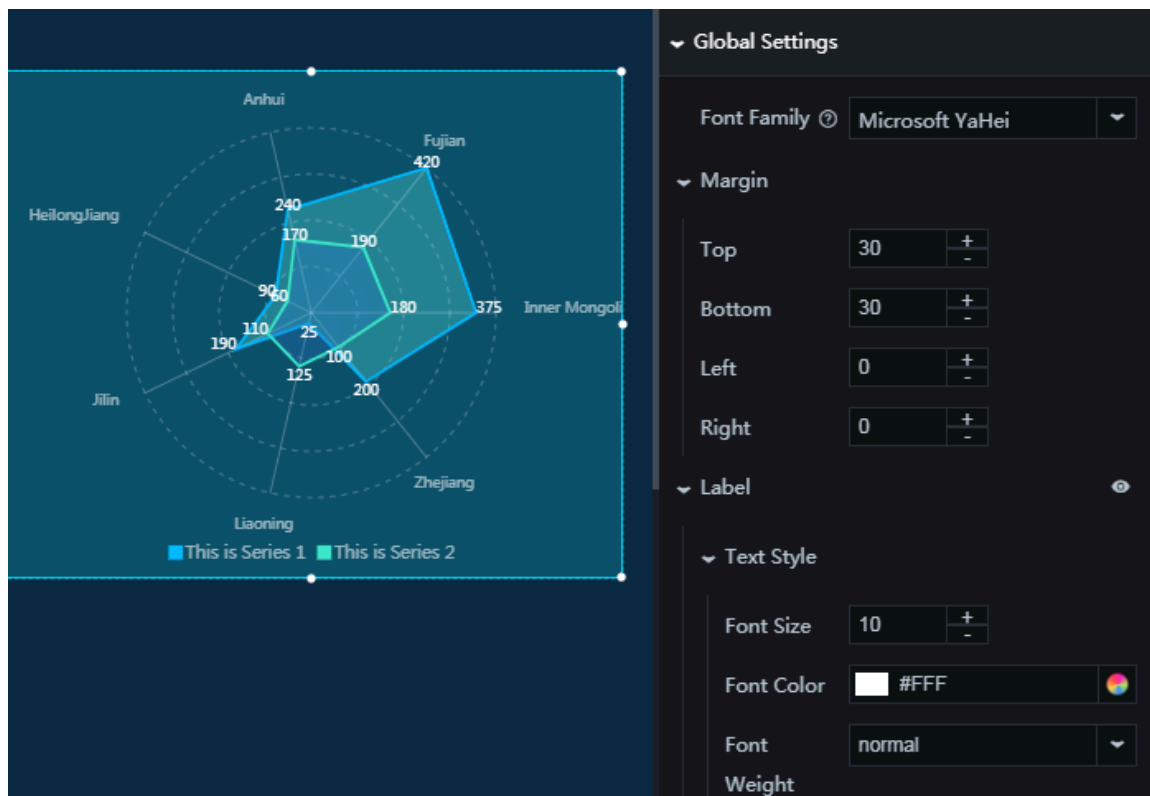 Global Settings
Font Family
Microsoft YaHei
Margin
Top
30
+
-
Bottom
30
+
-
Left
0
+
-
Right
0
+
-
Label
Text Style
Font Size
10
+
-
Font Color
#FFF
Font Weight
normal
Anhui
Fujian
420
HeilongJiang
240
170
190
90
60
Inner Mongoli
375
180
110
190
25
100
125
200
Jilin
Zhejiang
Liaoning
This is Series 1
This is Series 2